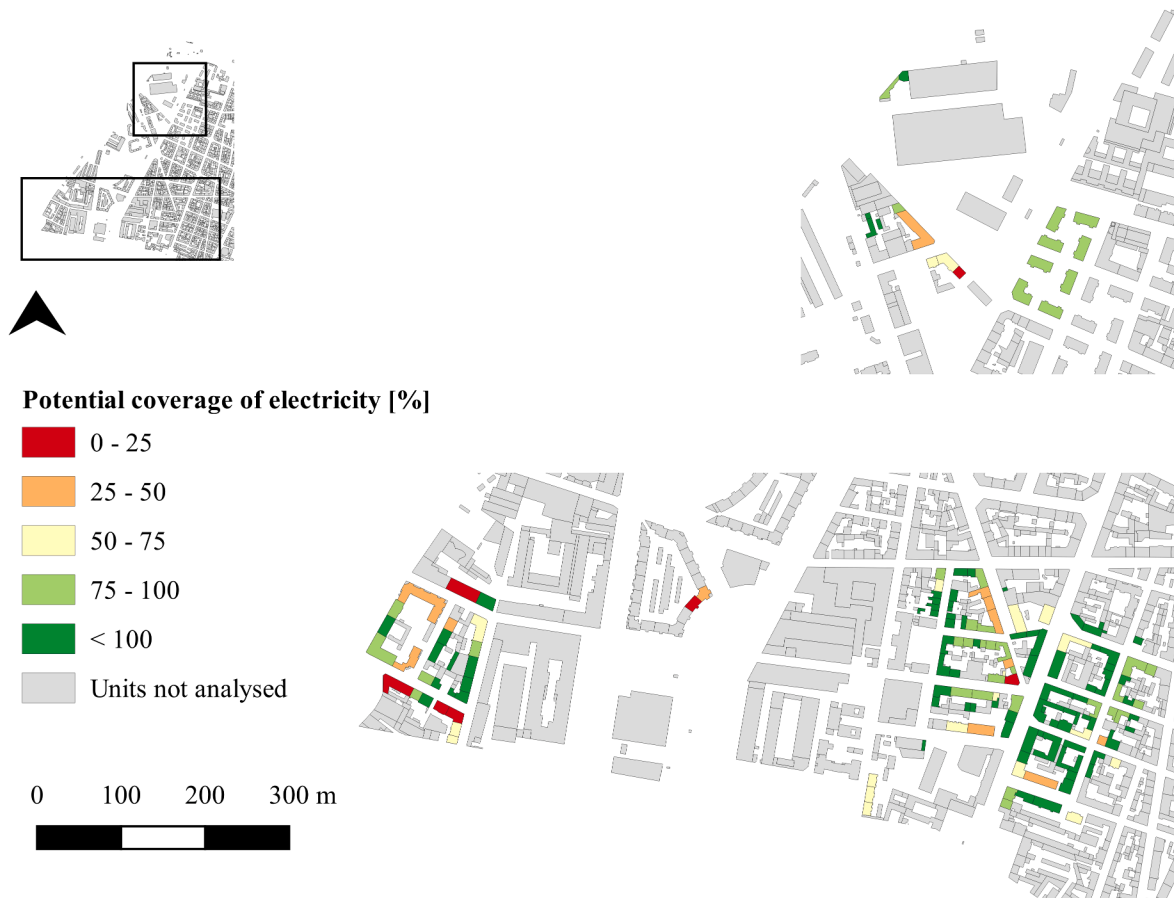 Potential coverage of electricity [%]
0 - 25
25 - 50
50 - 75
75 - 100
< 100
Units not analysed
0 100 200 300 m